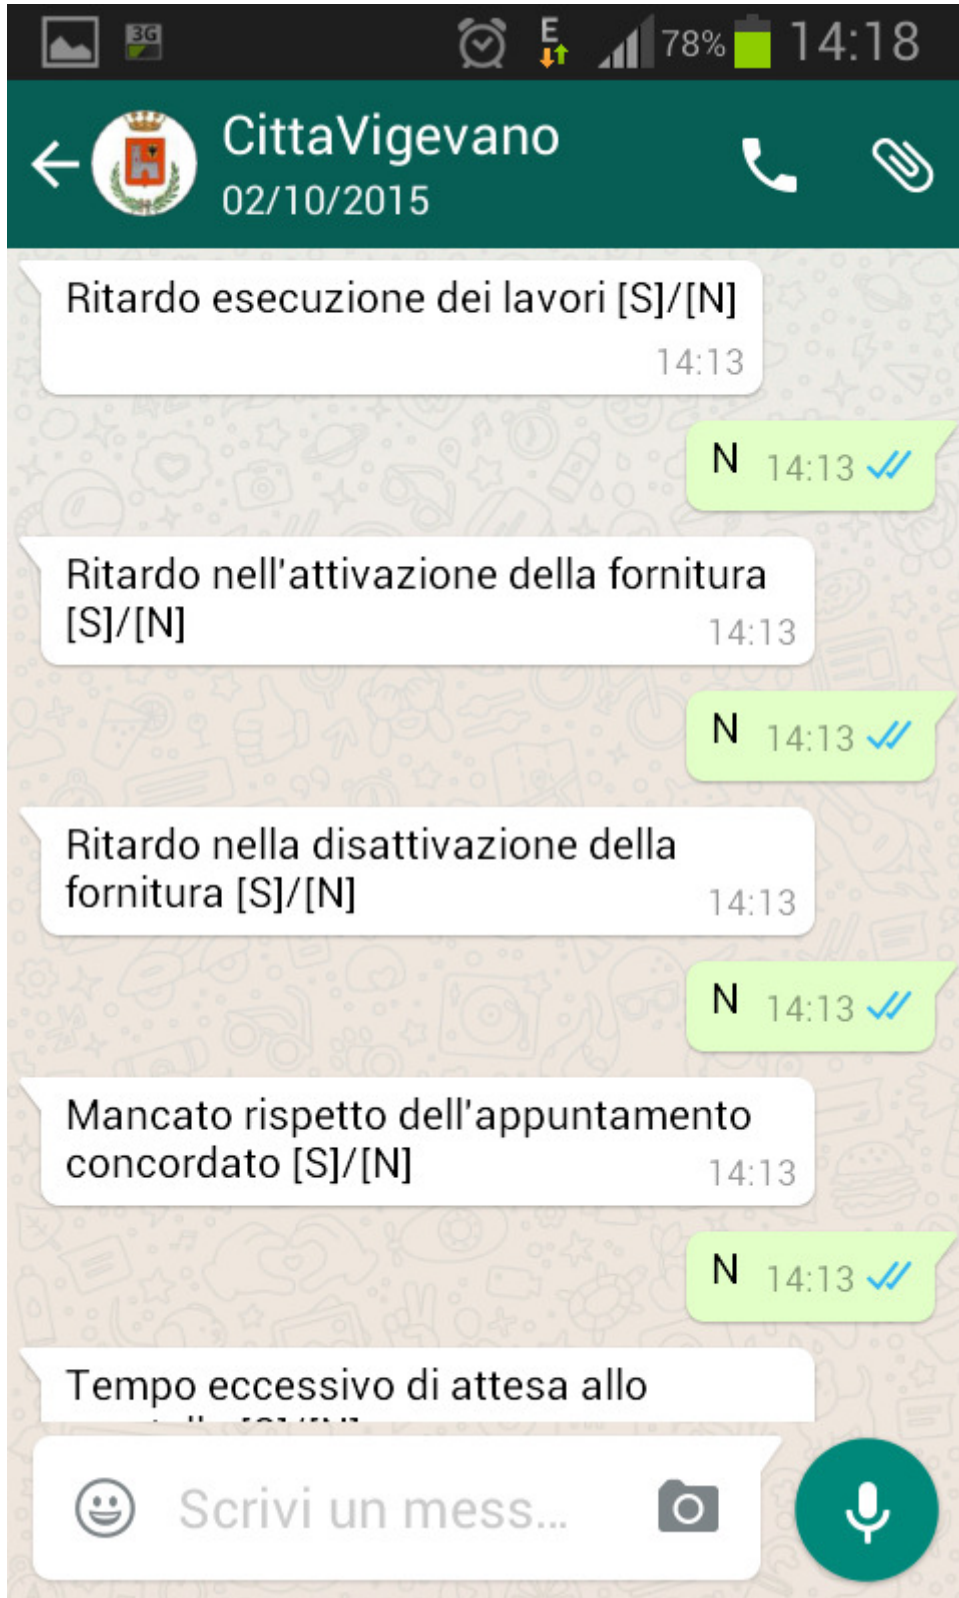 3G
E
78%
14:18
CittaVigevano
02/10/2015
Ritardo esecuzione dei lavori [S]/[N]
14:13
N 14:13
Ritardo nell'attivazione della fornitura
[S]/[N] 14:13
N 14:13
Ritardo nella disattivazione della
fornitura [S]/[N] 14:13
N 14:13
Mancato rispetto dell'appuntamento
concordato [S]/[N] 14:13
N 14:13
Tempo eccessivo di attesa allo
[S]/[N]
Scrivi un mess...